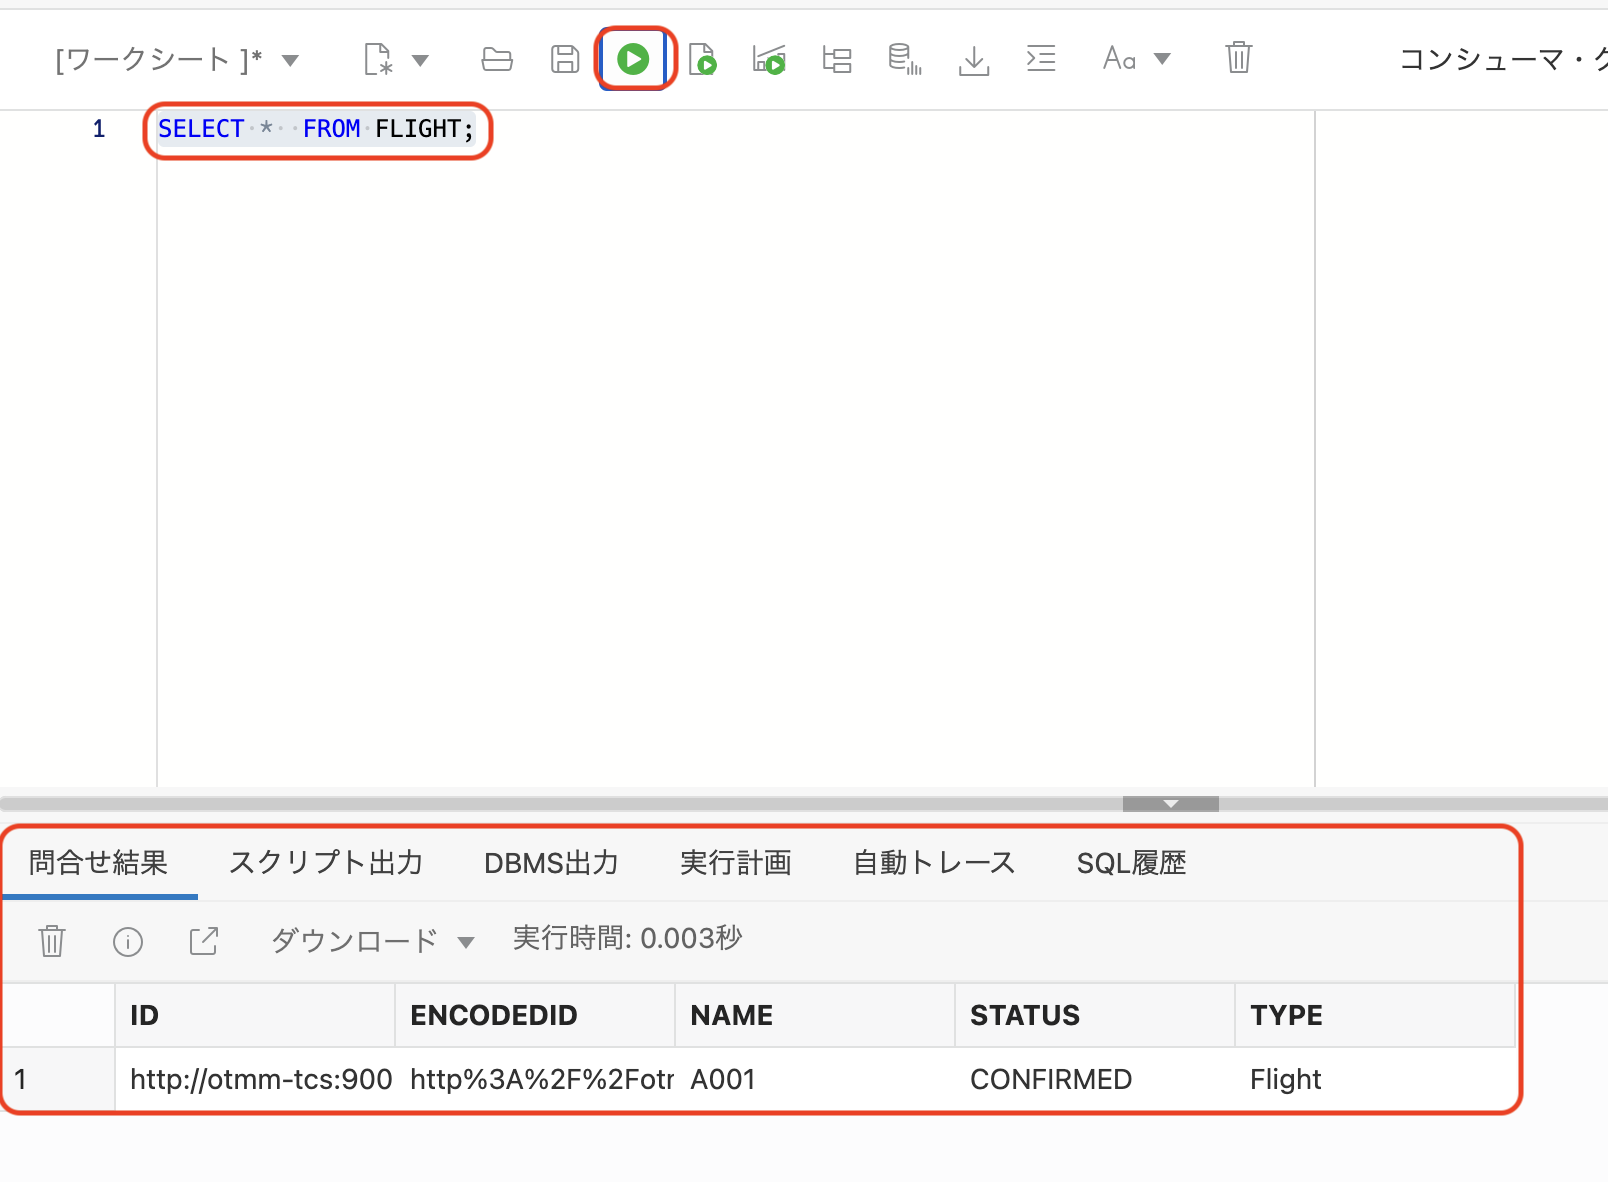 [ワークシート ]*
Aa
コンシューマ・
1 SELECT * FROM FLIGHT;
問合せ結果 スクリプト出力 DBMS出力 実行計画 自動トレース SQL履歴
ダウンロード 実行時間: 0.003秒
ID ENCODEDID NAME STATUS TYPE
1 http://otmm-tcs:900 http%3A%2F%2Fotr A001 CONFIRMED Flight